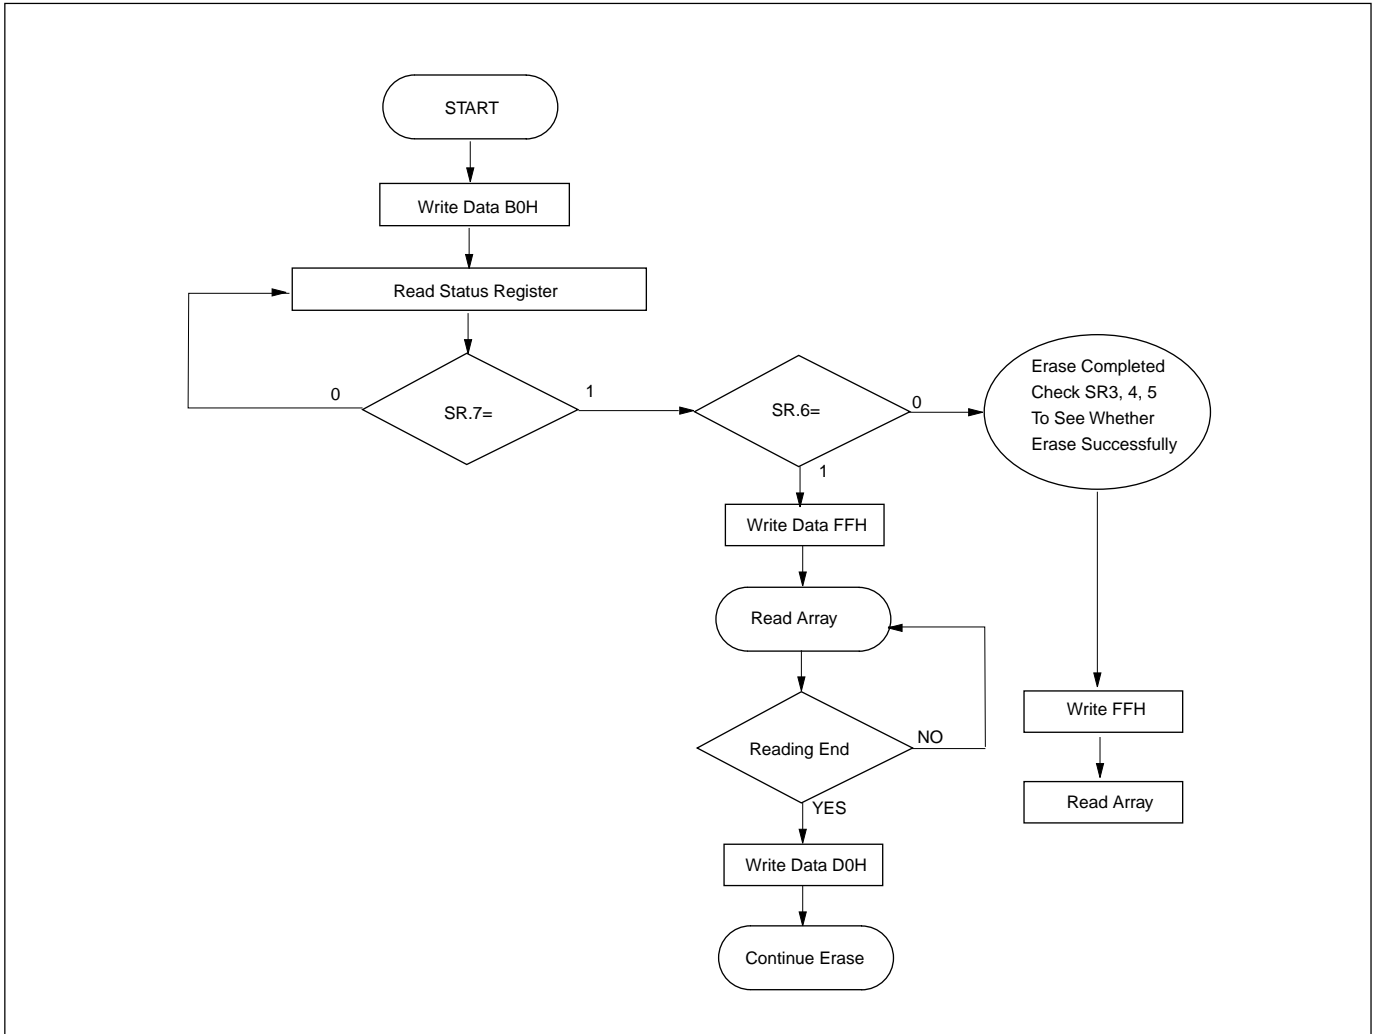 START
Write Data B0H
Read Status Register
0
SR.7=
1
SR.6=
0
Erase Completed
Check SR3, 4, 5
To See Whether
Erase Successfully
1
Write Data FFH
Read Array
Reading End
NO
YES
Write Data D0H
Continue Erase
Write FFH
Read Array